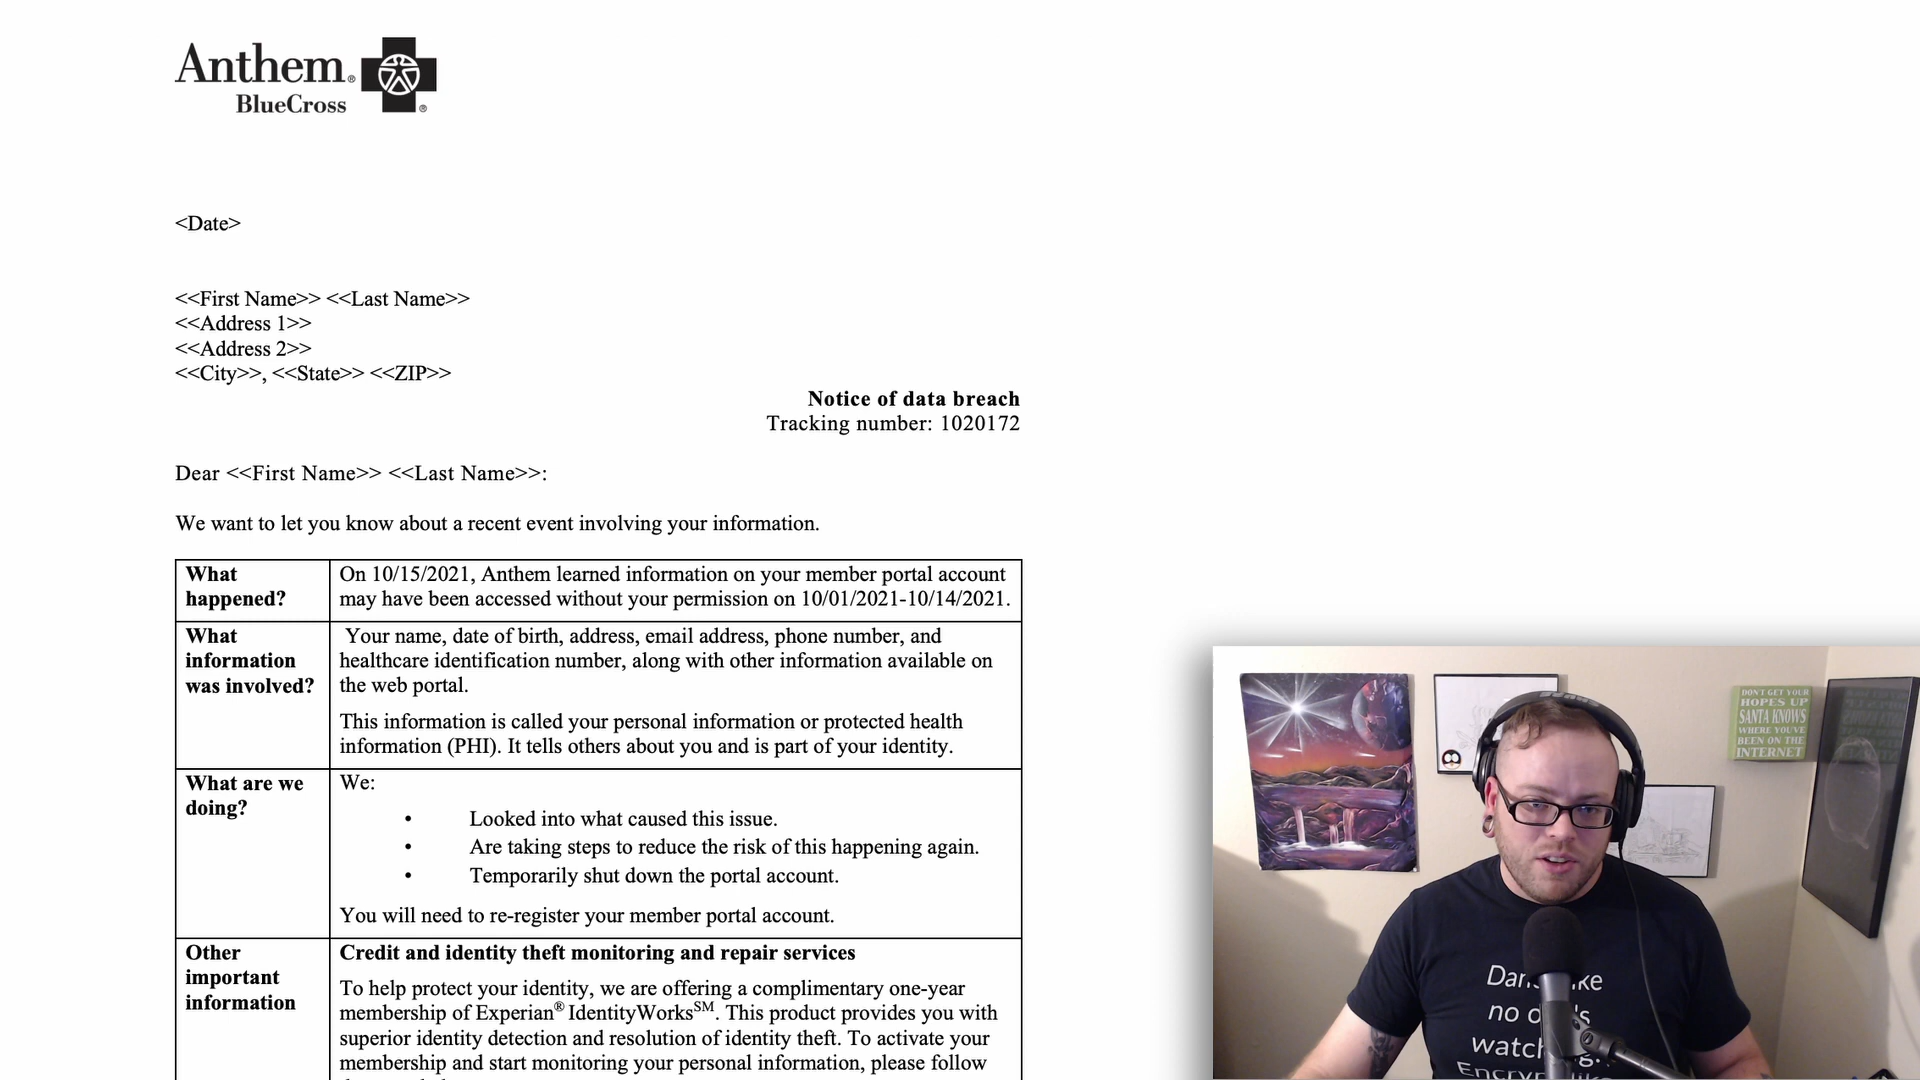 Anthem®
BlueCross ®
<Date>
<<First Name>> <<Last Name>>
<<Address 1>>
<<Address 2>>
<<City>>, <<State>> <<ZIP>>
Notice of data breach
Tracking number: 1020172
Dear <<First Name>> <<Last Name>>:
We want to let you know about a recent event involving your information.
What
happened?
On 10/15/2021, Anthem learned information on your member portal account
may have been accessed without your permission on 10/01/2021-10/14/2021.
What
information
was involved?
Your name, date of birth, address, email address, phone number, and
healthcare identification number, along with other information available on
the web portal.
This information is called your personal information or protected health
information (PHI). It tells others about you and is part of your identity.
What are we
doing?
We:
• Looked into what caused this issue.
• Are taking steps to reduce the risk of this happening again.
• Temporarily shut down the portal account.
You will need to re-register your member portal account.
Other
important
information
Credit and identity theft monitoring and repair services
To help protect your identity, we are offering a complimentary one-year
membership of Experian® IdentityWorksSM. This product provides you with
superior identity detection and resolution of identity theft. To activate your
membership and start monitoring your personal information, please follow
DON'T GET YOUR
HOPES UP
SANTA KNOWS
WHERE YOU'VE
BEEN ON THE
INTERNET
like
no